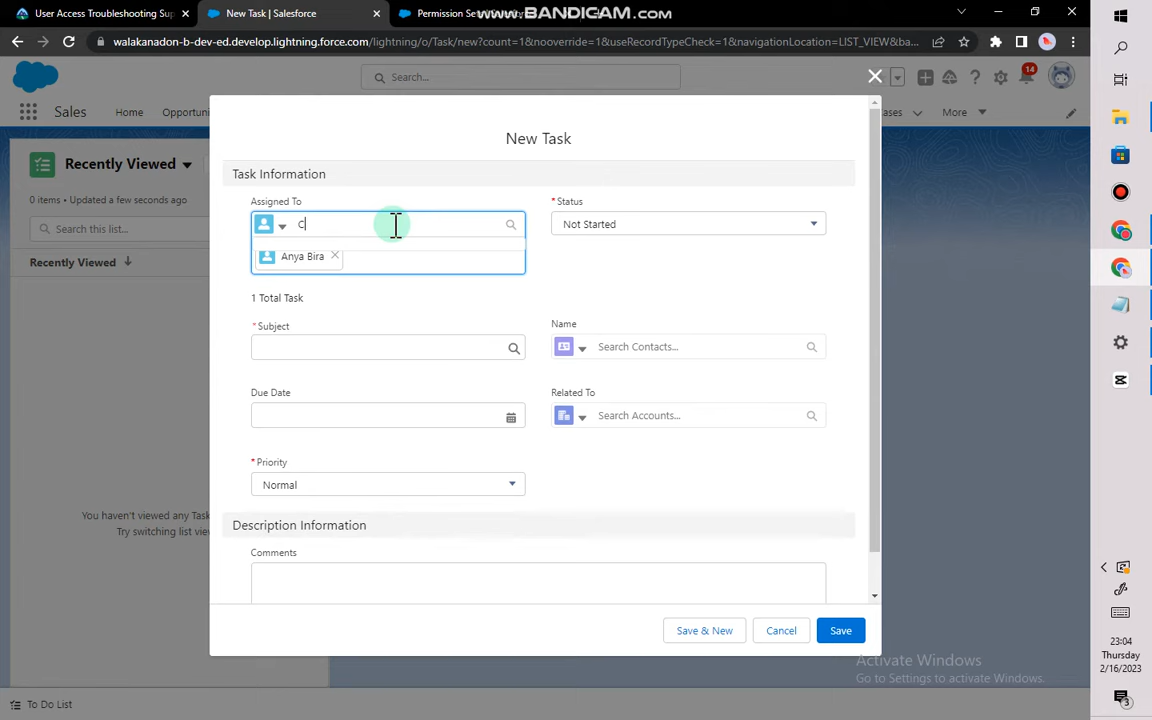 User Access Troubleshooting Sup
New Task | Salesforce
Permission Se
www.BANDICAM.com
walakanadon-b-dev-ed.develop.lightning.force.com/lightning/o/Task/new?count=1&nooverride=1&useRecordTypeCheck=1&navigationLocation=LIST_VIEW&ba...
Search...
14
Sales
Home
Opportuni
ases
More
Recently Viewed
0 items • Updated a few seconds ago
Search this list...
Recently Viewed
You haven't viewed any Task
Try switching list view
New Task
Task Information
Assigned To
C
Anya Bira
1 Total Task
* Status
Not Started
* Subject
Name
Search Contacts...
Due Date
Related To
Search Accounts...
* Priority
Normal
Description Information
Comments
Save & New
Cancel
Save
Activate Windows
Go to Settings to activate Windows.
To Do List
23:04
Thursday
2/16/2023
3